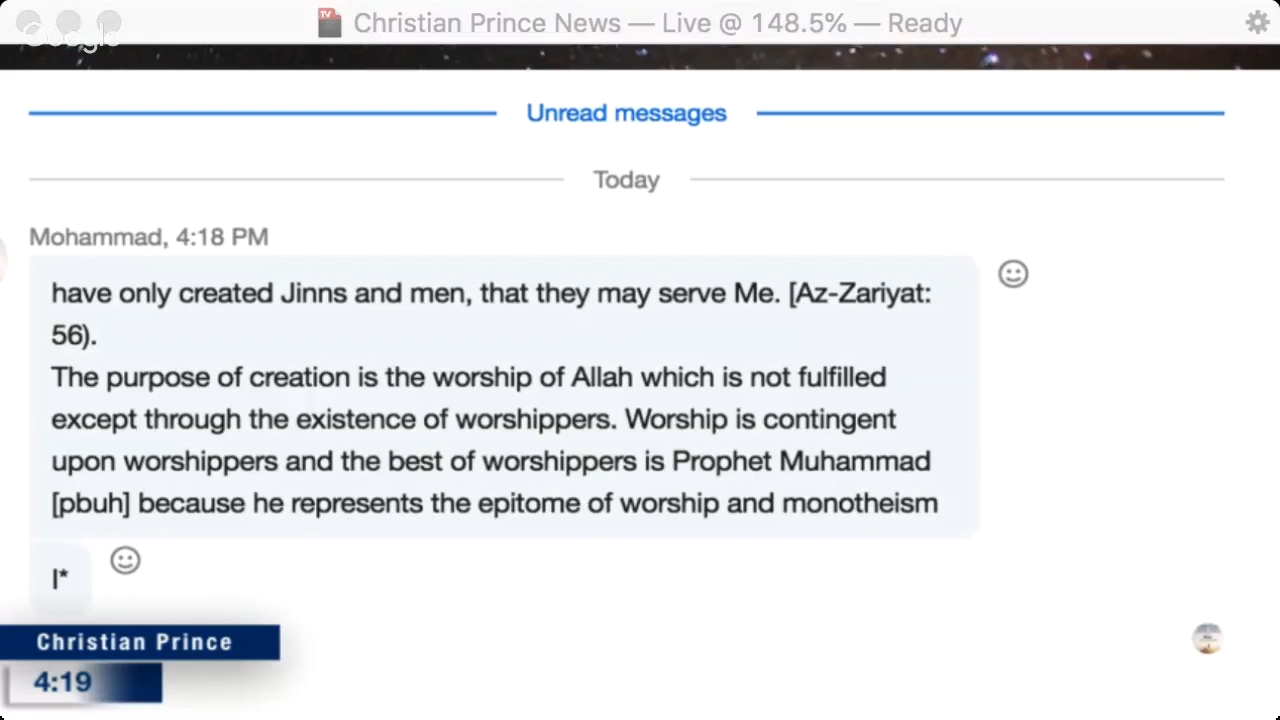 Christian Prince News — Live @ 148.5% — Ready
Google
Unread messages
Today
Mohammad, 4:18 PM
have only created Jinns and men, that they may serve Me. [Az-Zariyat:
56).
The purpose of creation is the worship of Allah which is not fulfilled
except through the existence of worshippers. Worship is contingent
upon worshippers and the best of worshippers is Prophet Muhammad
[pbuh] because he represents the epitome of worship and monotheism
I*
Christian Prince
4:19